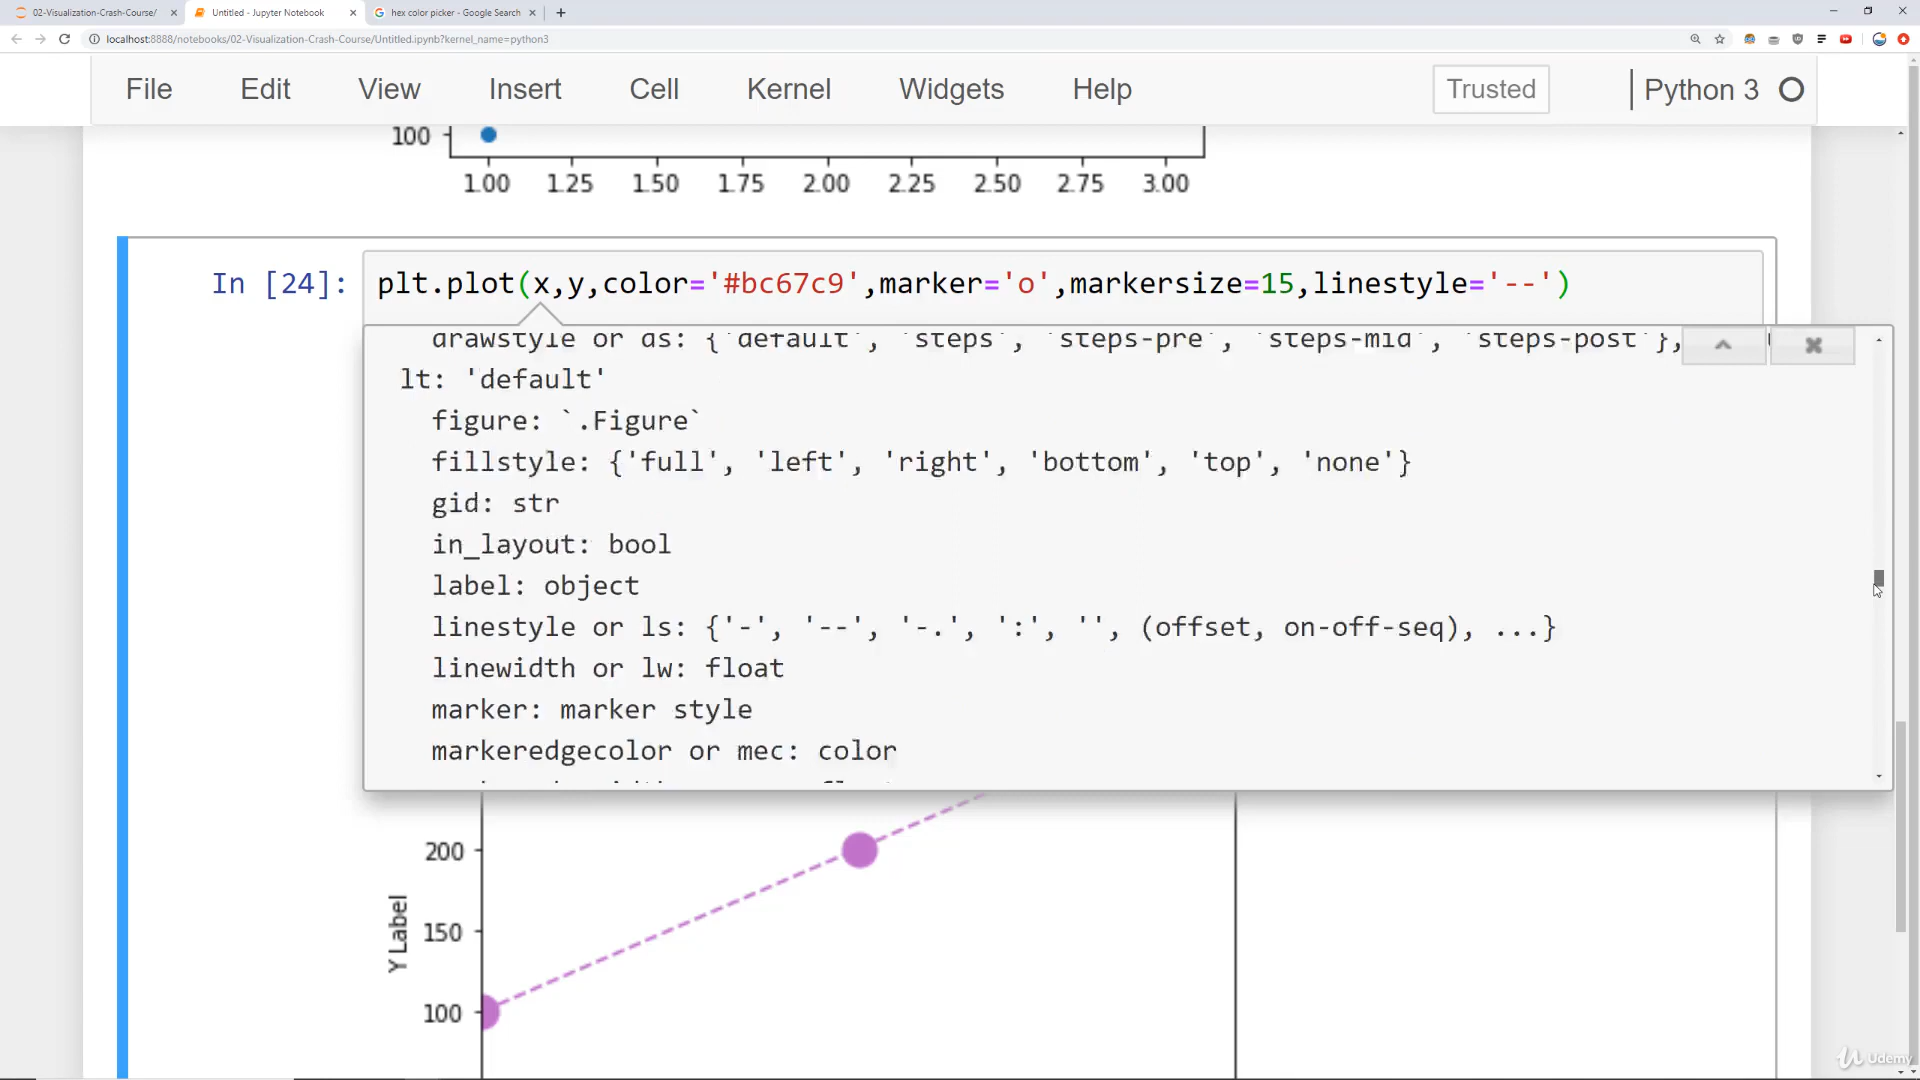 02-Visualization-Crash-Course/
Untitled - Jupyter Notebook
hex color picker - Google Search
localhost:8888/notebooks/02-Visualization-Crash-Course/Untitled.ipynb?kernel_name=python3
File Edit View Insert Cell Kernel Widgets Help Trusted Python 3
100
1.00 1.25 1.50 1.75 2.00 2.25 2.50 2.75 3.00
In [24]: plt.plot(x,y,color='#bc67c9',marker='o',markersize=15,linestyle='--')
drawstyle or ds: {'default', 'steps', 'steps-pre', 'steps-mid', 'steps-post'},
lt: 'default'
figure: `.Figure`
fillstyle: {'full', 'left', 'right', 'bottom', 'top', 'none'}
gid: str
in_layout: bool
label: object
linestyle or ls: {'-', '--', '-.', ':', '', (offset, on-off-seq), ...}
linewidth or lw: float
marker: marker style
markeredgecolor or mec: color
200
150
100
Y Label
Udemy